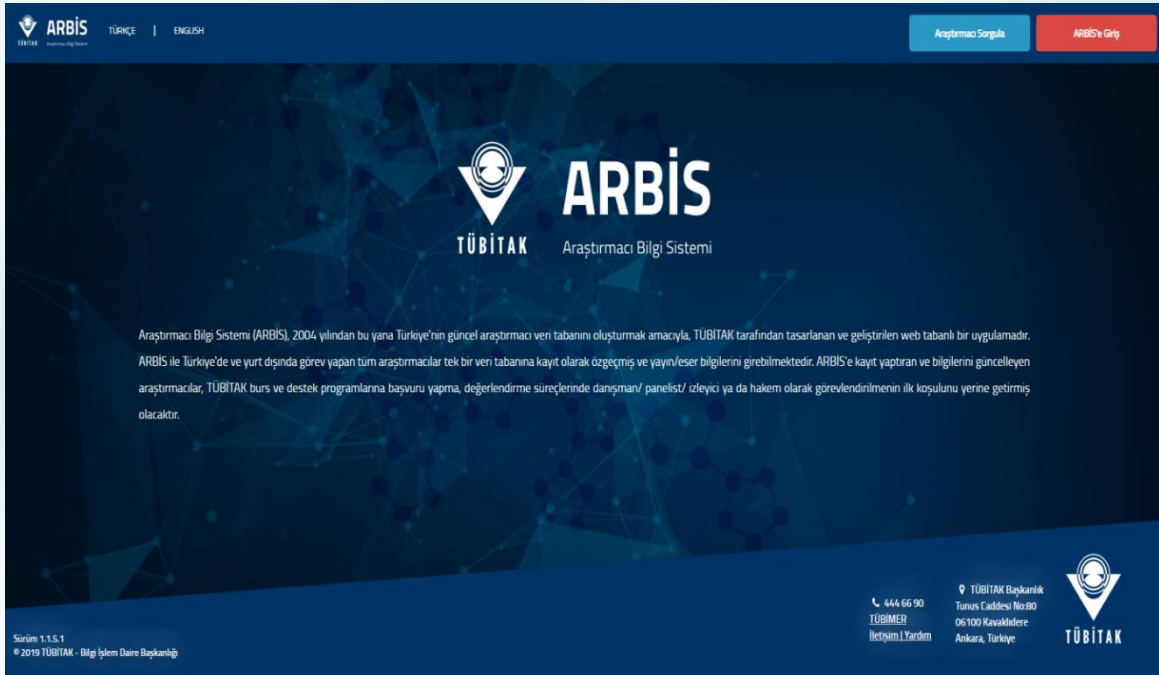 ARBİS
TÜRKÇE | ENGLISH
Araştırmacı Sorgula
ARBİS'e Giriş
TÜBİTAK
Araştırmacı Bilgi Sistemi
ARBİS
TÜBİTAK
Araştırmacı Bilgi Sistemi
Araştırmacı Bilgi Sistemi (ARBİS), 2004 yılından bu yana Türkiye'nin güncel araştırmacı veri tabanını oluşturmak amacıyla, TÜBİTAK tarafından tasarlanan ve geliştirilen web tabanlı bir uygulamadır.
ARBİS ile Türkiye'de ve yurt dışında görev yapan tüm araştırmacılar tek bir veri tabanına kayıt olarak özgeçmiş ve yayın/eser bilgilerini girebilmektedir. ARBİS'e kayıt yaptıran ve bilgilerini güncelleyen
araştırmacılar, TÜBİTAK burs ve destek programlarına başvuru yapma, değerlendirme süreçlerinde danışman/ panelist/ izleyici ya da hakem olarak görevlendirilmenin ilk koşulunu yerine getirmiş
olacaktır.
444 66 90
TÜBİMER
İletişim | Yardım
TÜBİTAK Başkanlık
Tunus Caddesi No:80
06100 Kavaklıdere
Ankara, Türkiye
TÜBİTAK
Sürüm 1.1.5.1
© 2019 TÜBİTAK - Bilgi İşlem Daire Başkanlığı